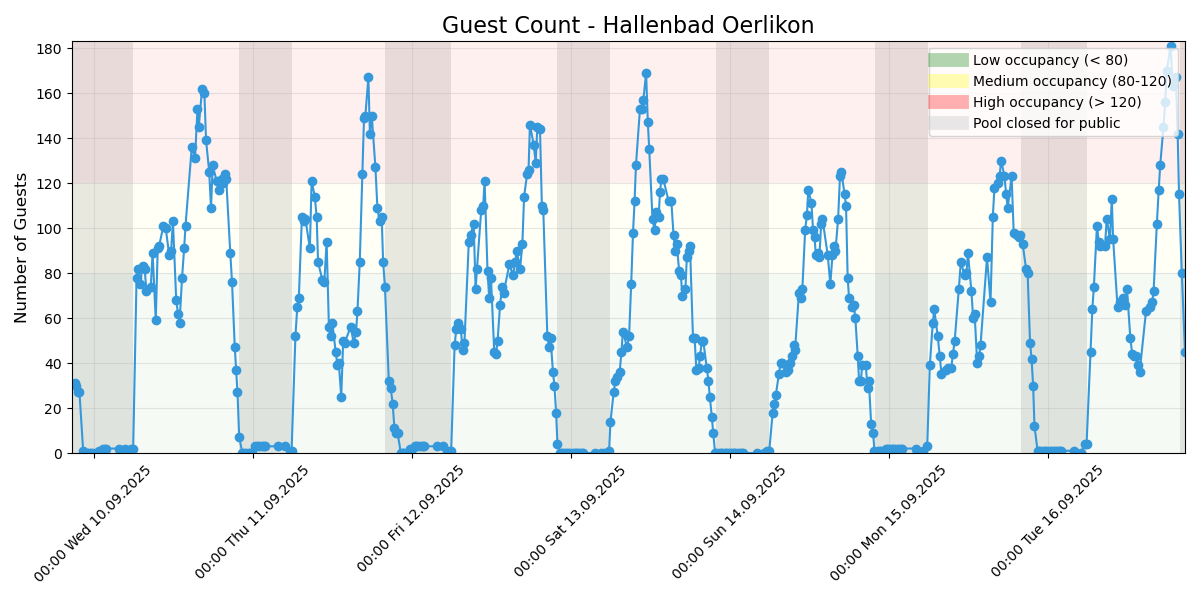 Guest Count - Hallenbad Oerlikon
Number of Guests
180
160
140
120
100
80
60
40
20
0
Low occupancy (< 80)
Medium occupancy (80-120)
High occupancy (> 120)
Pool closed for public
00:00 Wed 10.09.2025
00:00 Thu 11.09.2025
00:00 Fri 12.09.2025
00:00 Sat 13.09.2025
00:00 Sun 14.09.2025
00:00 Mon 15.09.2025
00:00 Tue 16.09.2025